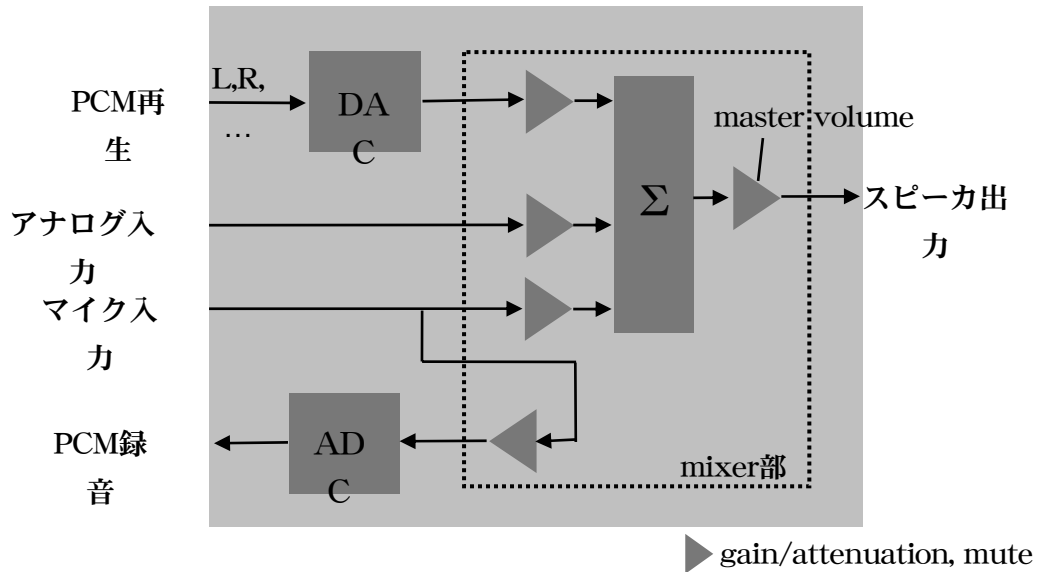 PCM再
生
L,R,
…
DA
C
master volume
アナログ入
力
Σ
スピーカ出
力
マイク入
力
PCM録
音
AD
C
mixer部
gain/attenuation, mute